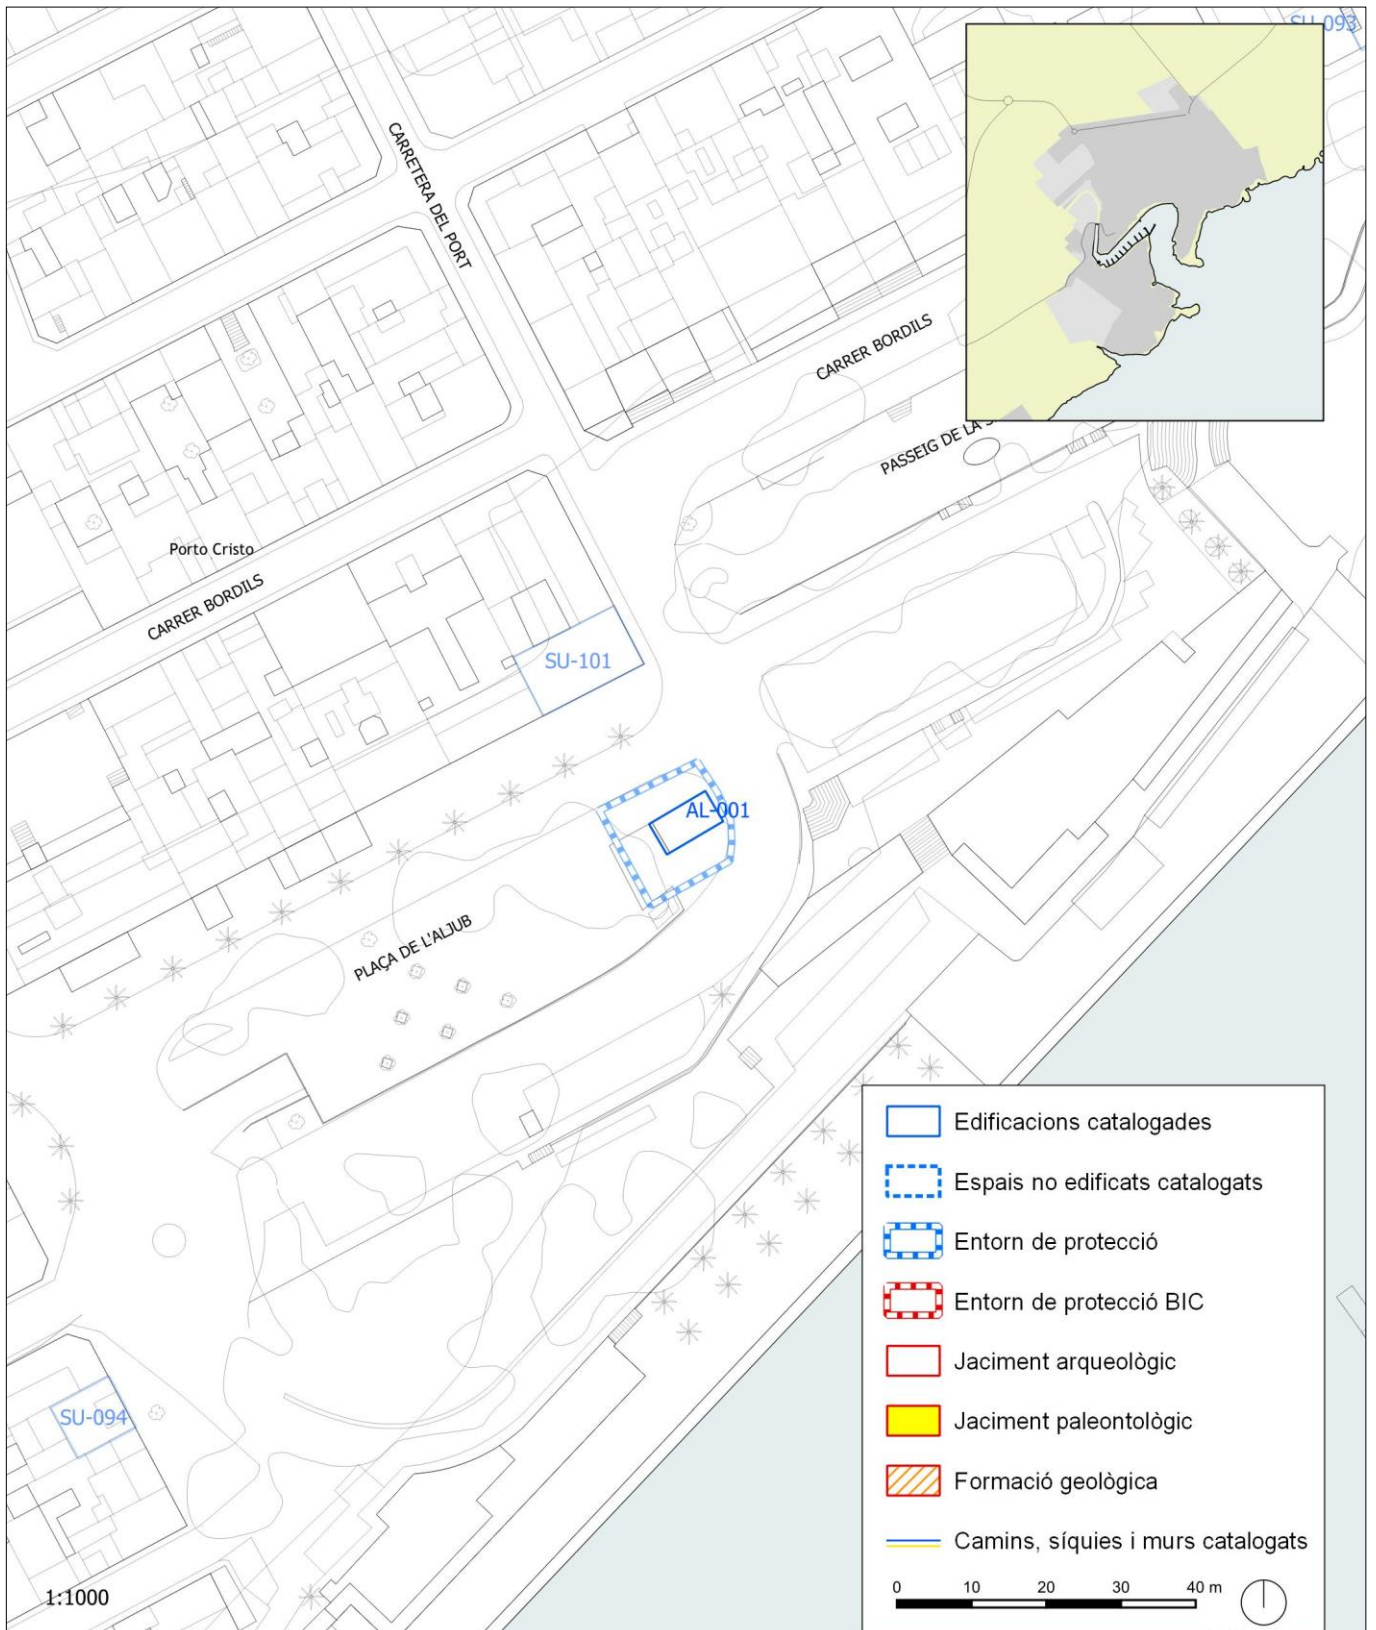 SU-093
CARRETERA DEL PORT
CARRER BORDILS
PASSEIG DE LA
Porto Cristo
CARRER BORDILS
SU-101
AL-001
PLAÇA DE L'ALJUB
SU-094
1:1000
Edificacions catalogades
Espais no edificats catalogats
Entorn de protecció
Entorn de protecció BIC
Jaciment arqueològic
Jaciment paleontològic
Formació geològica
Camins, síquies i murs catalogats
0 10 20 30 40 m